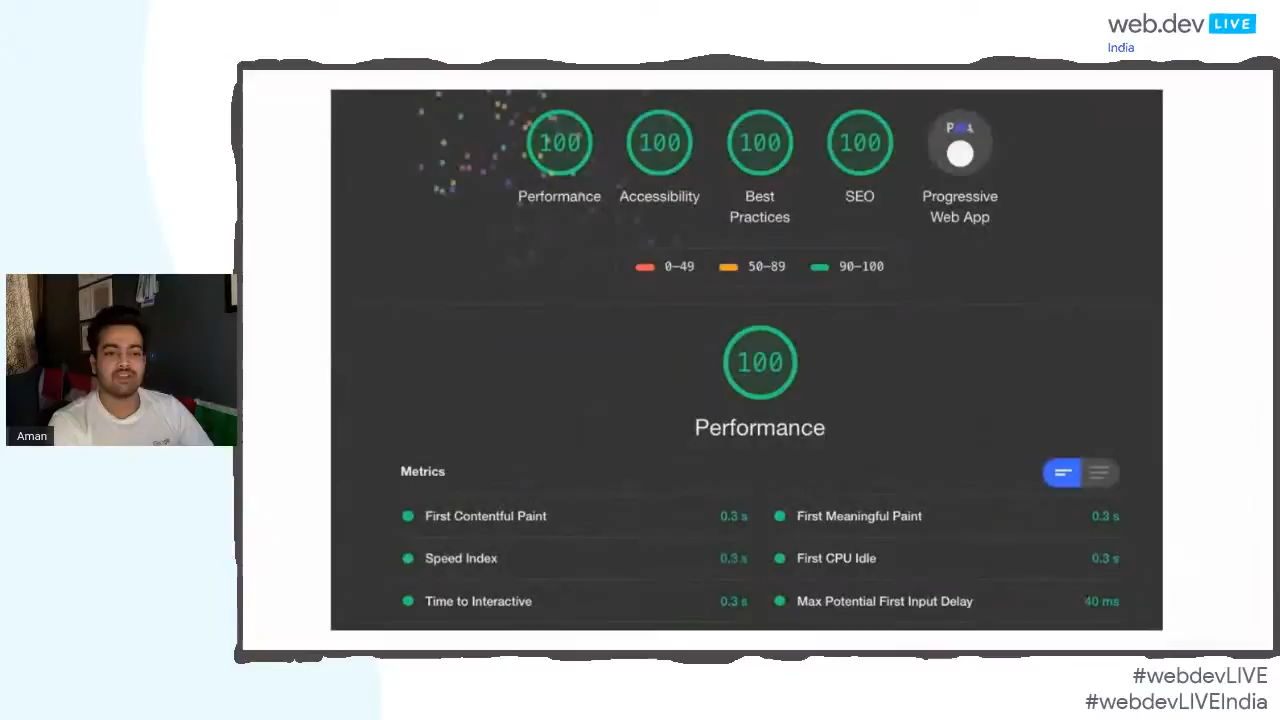 web.dev LIVE
India
100
100
100
100
Performance
Accessibility
Best
Practices
SEO
Progressive
Web App
0–49
50–89
90–100
100
Performance
Metrics
First Contentful Paint 0.3 s
First Meaningful Paint 0.3 s
Speed Index 0.3 s
First CPU Idle 0.3 s
Time to Interactive 0.3 s
Max Potential First Input Delay 40 ms
Aman
#webdevLIVE
#webdevLIVEIndia